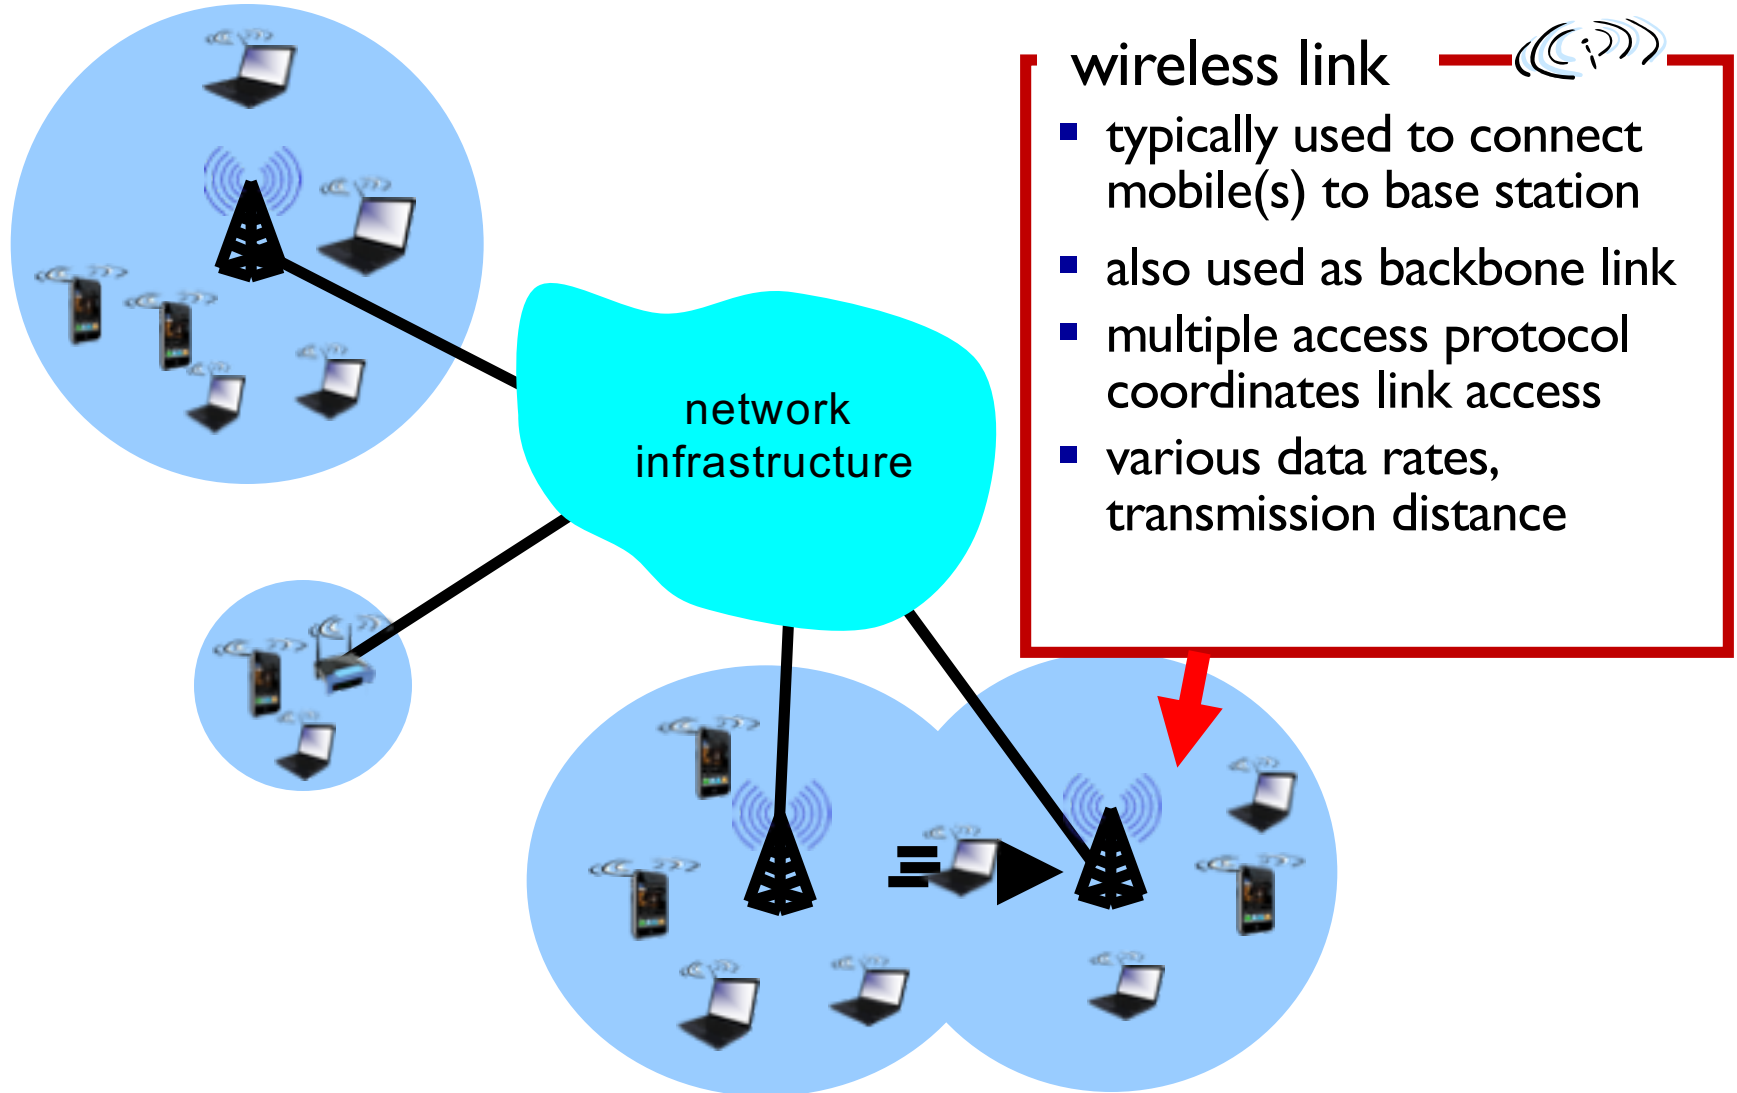 wireless link
typically used to connect
mobile(s) to base station
also used as backbone link
multiple access protocol
coordinates link access
various data rates,
transmission distance
network
infrastructure